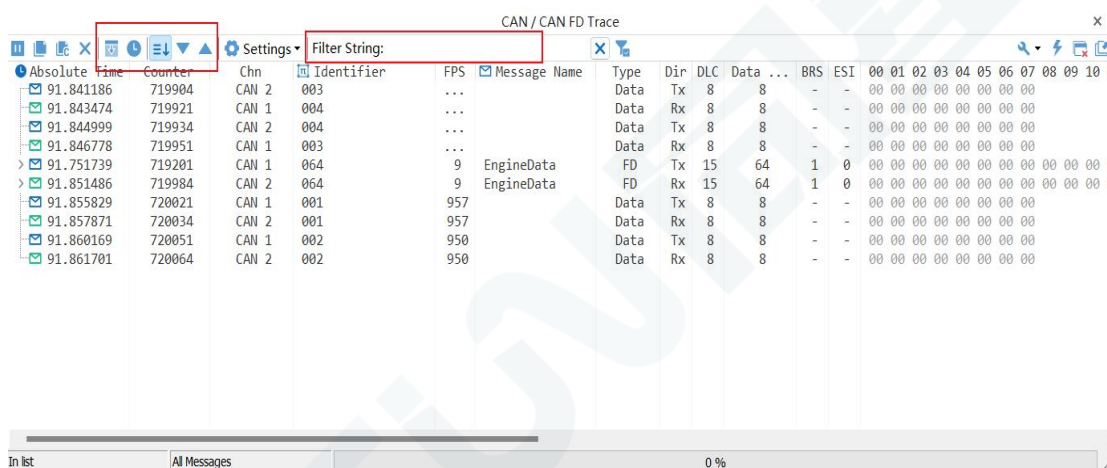 CAN / CAN FD Trace
Settings Filter String:
Absolute Time Counter Chn Identifier FPS Message Name Type Dir DLC Data ... BRS ESI 00 01 02 03 04 05 06 07 08 09 10
91.841186 719904 CAN 2 003 ... Data Tx 8 8 - - 00 00 00 00 00 00 00 00
91.843474 719921 CAN 1 004 ... Data Rx 8 8 - - 00 00 00 00 00 00 00 00
91.844999 719934 CAN 2 004 ... Data Tx 8 8 - - 00 00 00 00 00 00 00 00
91.846778 719951 CAN 1 003 ... Data Rx 8 8 - - 00 00 00 00 00 00 00 00
91.751739 719201 CAN 1 064 9 EngineData FD Tx 15 64 1 0 00 00 00 00 00 00 00 00 00 00 00
91.851486 719984 CAN 2 064 9 EngineData FD Rx 15 64 1 0 00 00 00 00 00 00 00 00 00 00 00
91.855829 720021 CAN 1 001 957 Data Tx 8 8 - - 00 00 00 00 00 00 00 00
91.857871 720034 CAN 2 001 957 Data Rx 8 8 - - 00 00 00 00 00 00 00 00
91.860169 720051 CAN 1 002 950 Data Tx 8 8 - - 00 00 00 00 00 00 00 00
91.861701 720064 CAN 2 002 950 Data Rx 8 8 - - 00 00 00 00 00 00 00 00
In list All Messages 0 %